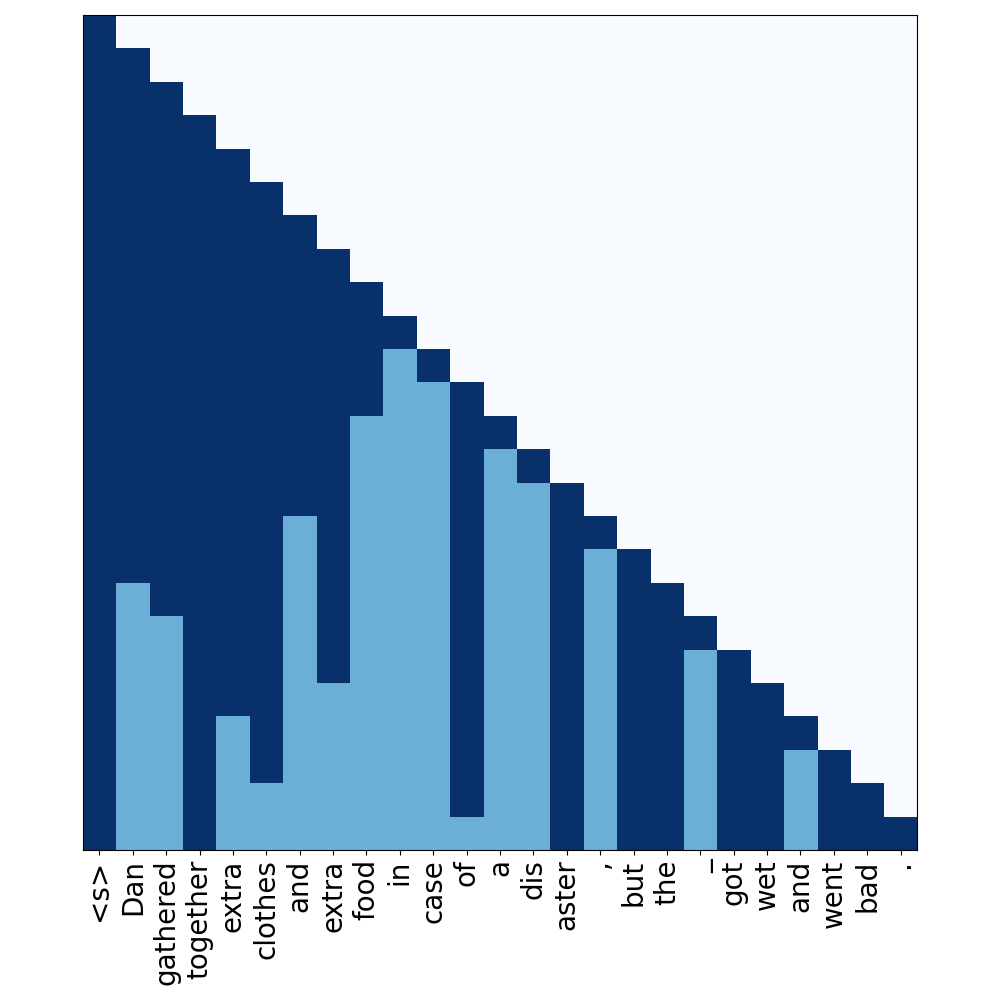 <s>
Dan
gathered
together
extra
clothes
and
extra
food
in
case
of
a
dis
aster
,
but
the
_
got
wet
and
went
bad
.